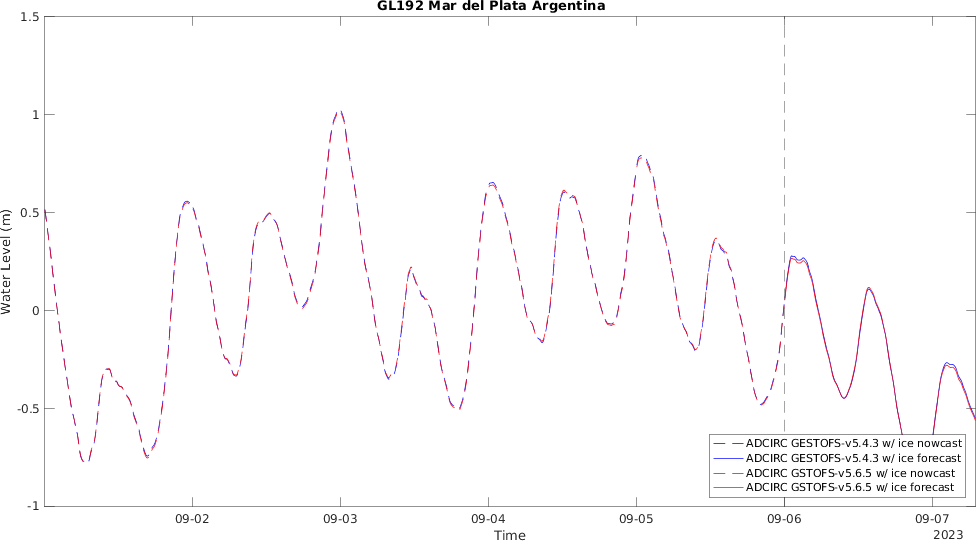 GL192 Mar del Plata Argentina
1.5
1
0.5
0
-0.5
-1
Water Level (m)
ADCIRC GESTOFS-v5.4.3 w/ ice nowcast
ADCIRC GESTOFS-v5.4.3 w/ ice forecast
ADCIRC GSTOFS-v5.6.5 w/ ice nowcast
ADCIRC GSTOFS-v5.6.5 w/ ice forecast
09-02 09-03 09-04 09-05 09-06 09-07
Time 2023